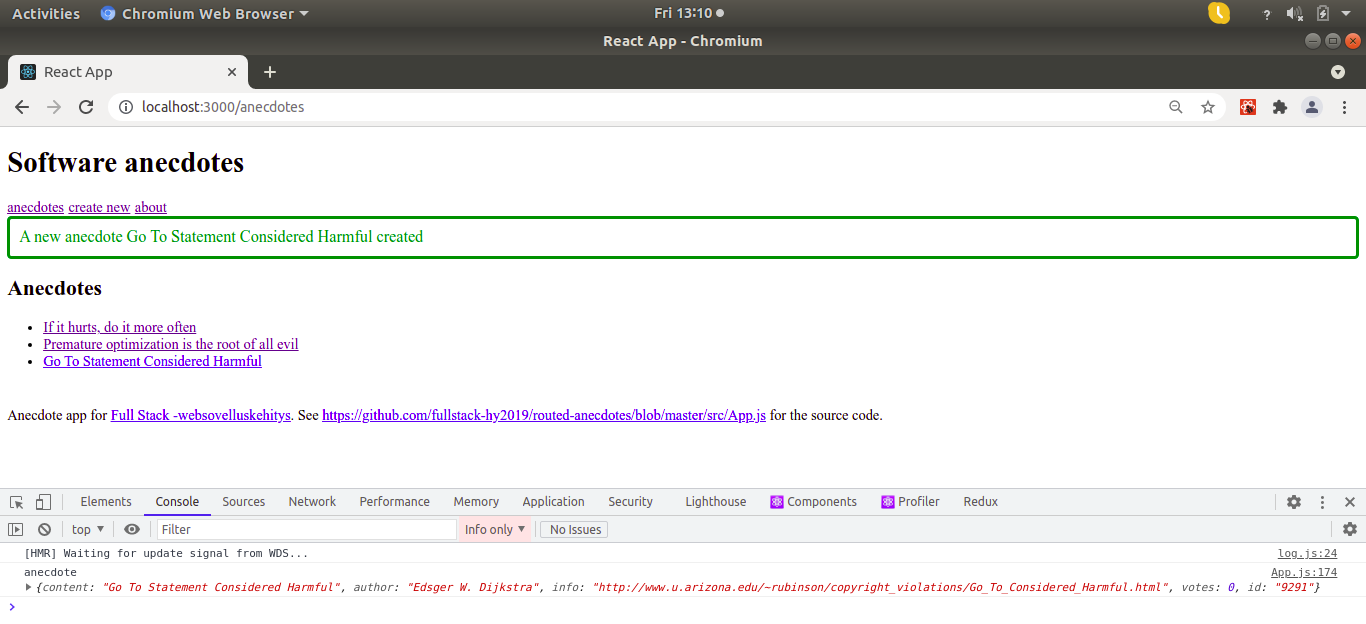 Activities Chromium Web Browser Fri 13:10 ?
React App - Chromium
React App
localhost:3000/anecdotes
Software anecdotes
anecdotes create new about
A new anecdote Go To Statement Considered Harmful created
Anecdotes
If it hurts, do it more often
Premature optimization is the root of all evil
Go To Statement Considered Harmful
Anecdote app for Full Stack -websovelluskehitys. See https://github.com/fullstack-hy2019/routed-anecdotes/blob/master/src/App.js for the source code.
Elements Console Sources Network Performance Memory Application Security Lighthouse Components Profiler Redux
top Filter Info only No Issues
[HMR] Waiting for update signal from WDS... log.js:24
anecdote App.js:174
{content: "Go To Statement Considered Harmful", author: "Edsger W. Dijkstra", info: "http://www.u.arizona.edu/~rubinson/copyright_violations/Go_To_Considered_Harmful.html", votes: 0, id: "9291"}